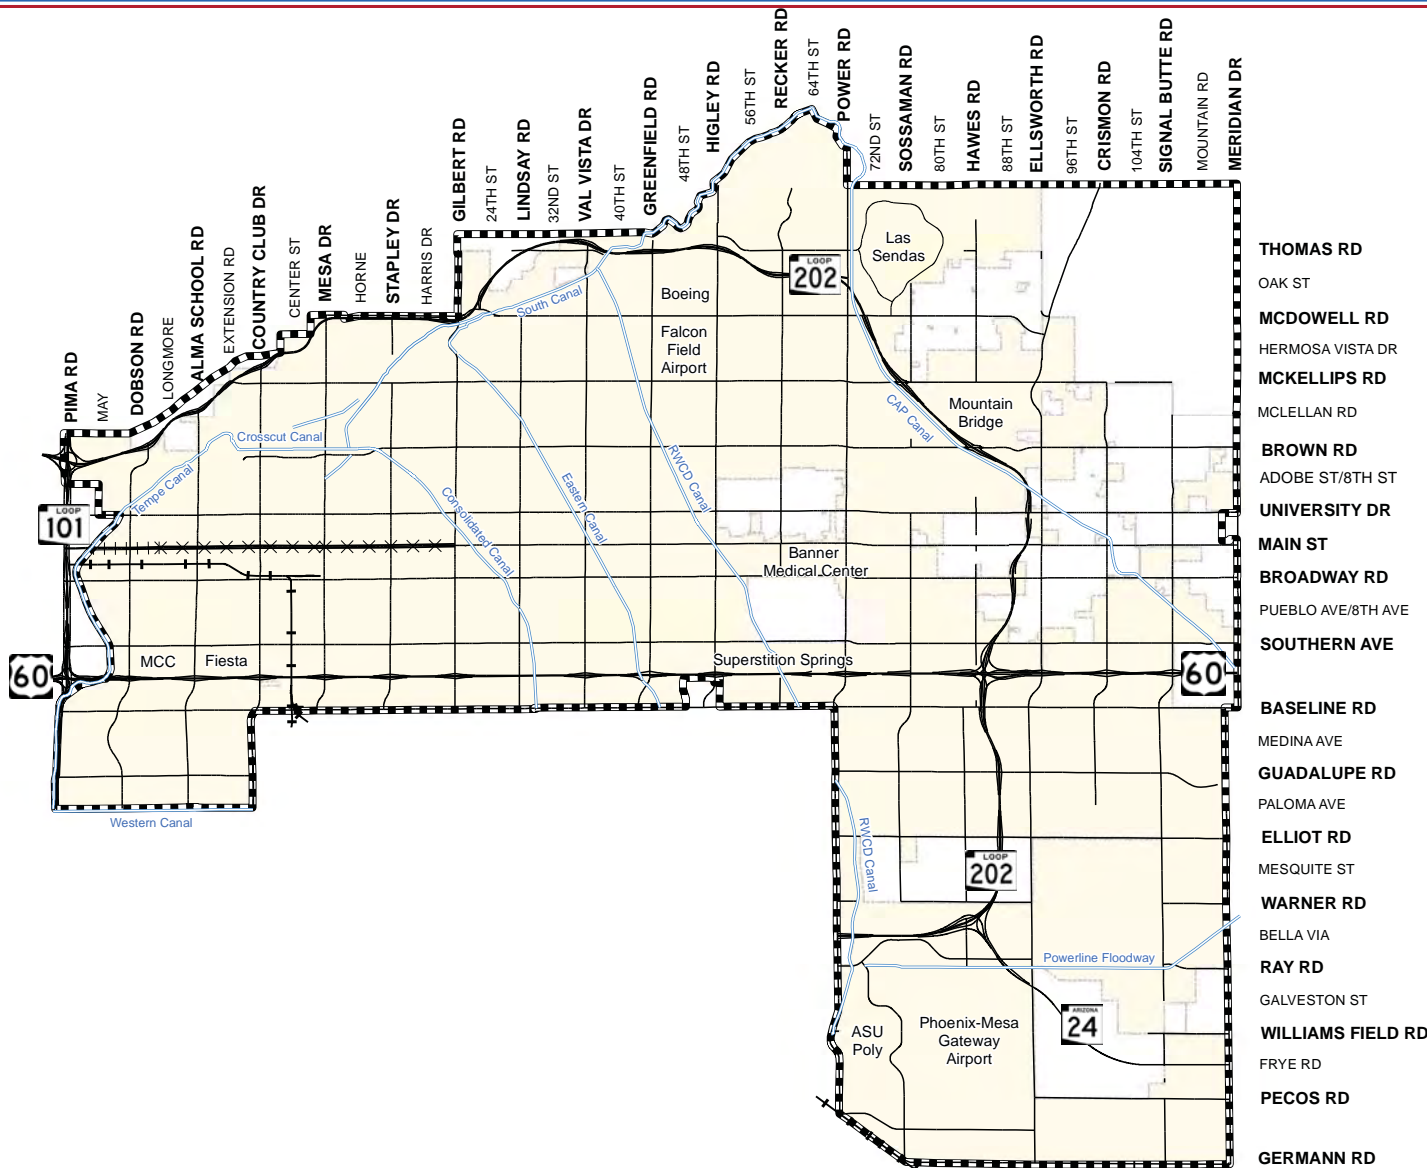 PIMA RD
MAY
DOBSON RD
LONGMORE
ALMA SCHOOL RD
EXTENSION RD
COUNTRY CLUB DR
CENTER ST
MESA DR
HORNE
STAPLEY DR
HARRIS DR
GILBERT RD
24TH ST
LINDSAY RD
32ND ST
VAL VISTA DR
40TH ST
GREENFIELD RD
48TH ST
HIGLEY RD
56TH ST
RECKER RD
64TH ST
POWER RD
72ND ST
SOSSAMAN RD
80TH ST
HAWES RD
88TH ST
ELLSWORTH RD
96TH ST
CRISMON RD
104TH ST
SIGNAL BUTTE RD
MOUNTAIN RD
MERIDIAN DR
THOMAS RD
OAK ST
MCDOWELL RD
HERMOSA VISTA DR
MCKELLIPS RD
MCLELLAN RD
BROWN RD
ADOBE ST/8TH ST
UNIVERSITY DR
MAIN ST
BROADWAY RD
PUEBLO AVE/8TH AVE
SOUTHERN AVE
BASELINE RD
MEDINA AVE
GUADALUPE RD
PALOMA AVE
ELLIOT RD
MESQUITE ST
WARNER RD
BELLA VIA
RAY RD
GALVESTON ST
WILLIAMS FIELD RD
FRYE RD
PECOS RD
GERMANN RD
Las
Sendas
LOOP
202
Boeing
South Canal
Falcon
Field
Airport
Mountain
Bridge
CAP Canal
Crosscut Canal
Tempe Canal
Consolidated Canal
Eastern Canal
RWCD Canal
LOOP
101
Banner
Medical Center
60
MCC
Fiesta
Superstition Springs
60
Western Canal
RWCD Canal
LOOP
202
Powerline Floodway
ASU
Poly
Phoenix-Mesa
Gateway
Airport
ARIZONA
24